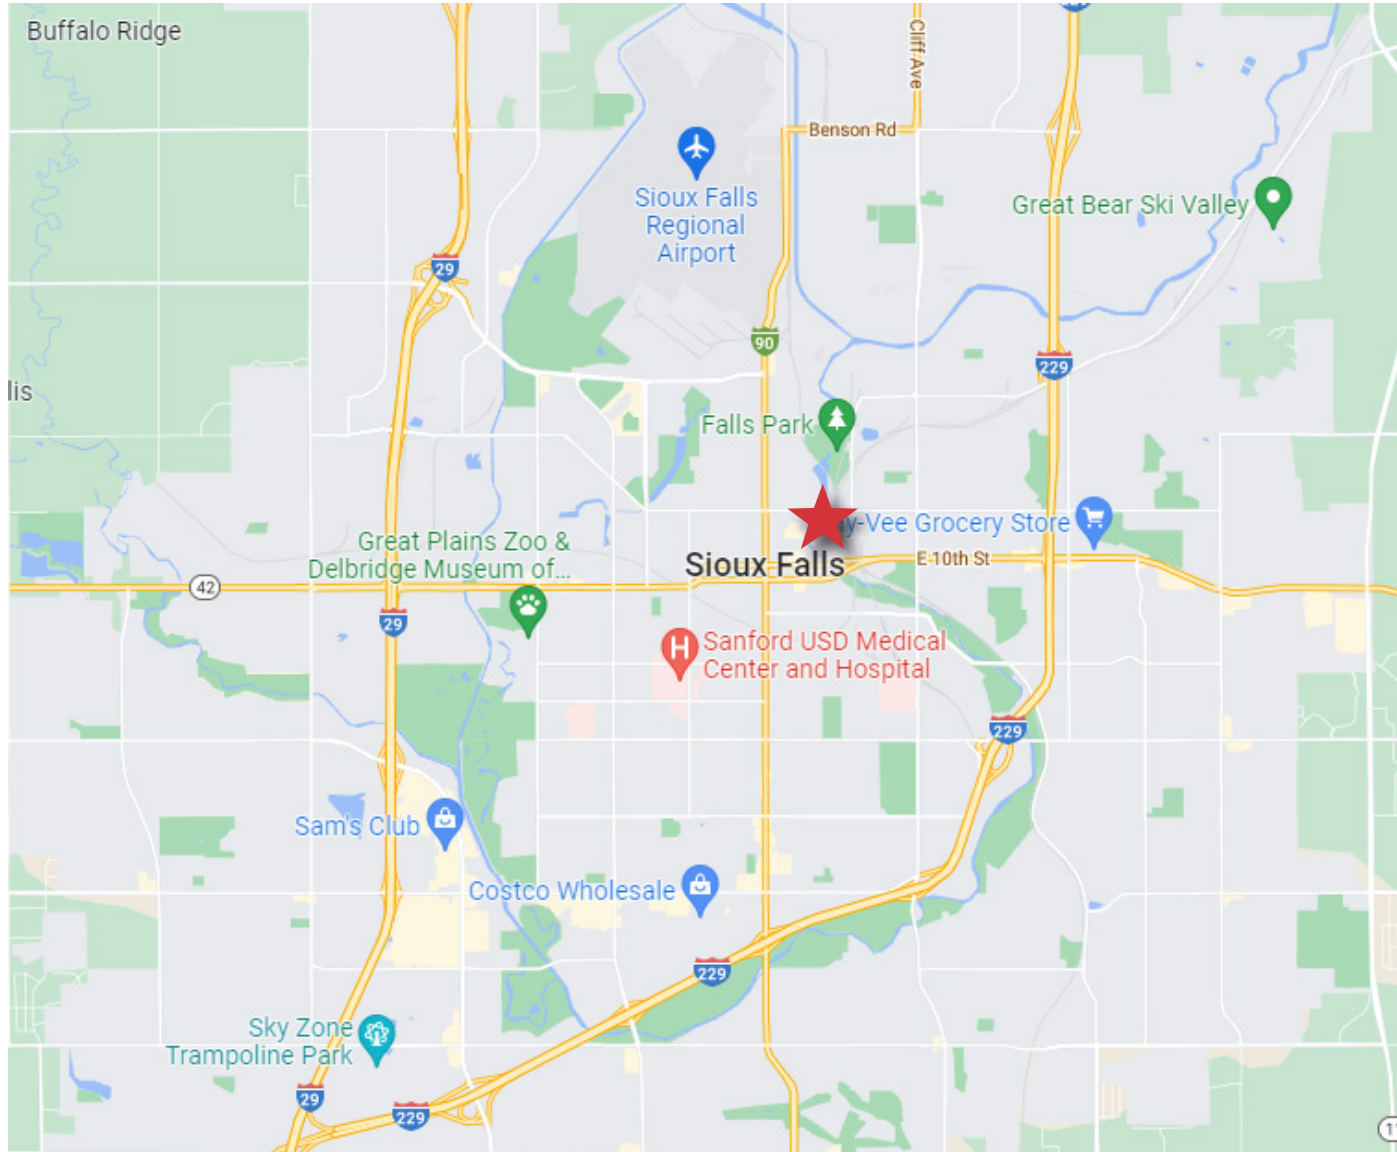 Buffalo Ridge
Cliff Ave
Benson Rd
Sioux Falls
Regional
Airport
Great Bear Ski Valley
29
90
229
lis
Falls Park
y-Vee Grocery Store
Great Plains Zoo &
Delbridge Museum of...
Sioux Falls
E 10th St
42
29
H
Sanford USD Medical
Center and Hospital
229
Sam's Club
Costco Wholesale
229
Sky Zone
Trampoline Park
29
229